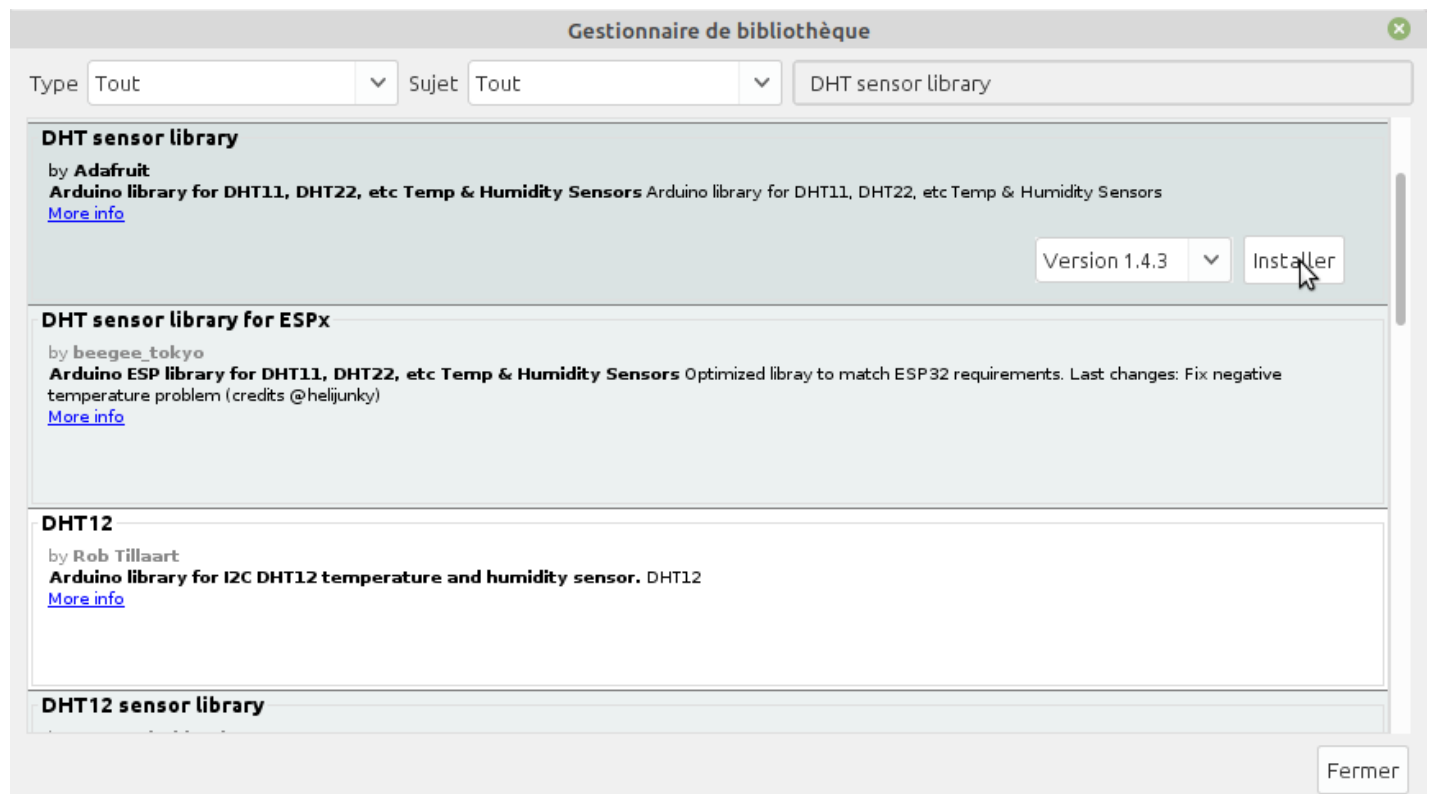 Gestionnaire de bibliothèque
Type Tout Sujet Tout DHT sensor library
DHT sensor library
by Adafruit
Arduino library for DHT11, DHT22, etc Temp & Humidity Sensors Arduino library for DHT11, DHT22, etc Temp & Humidity Sensors
More info
Version 1.4.3 Installer
DHT sensor library for ESPx
by beegee_tokyo
Arduino ESP library for DHT11, DHT22, etc Temp & Humidity Sensors Optimized libray to match ESP32 requirements. Last changes: Fix negative
temperature problem (credits @helijunky)
More info
DHT12
by Rob Tillaart
Arduino library for I2C DHT12 temperature and humidity sensor. DHT12
More info
DHT12 sensor library
Fermer